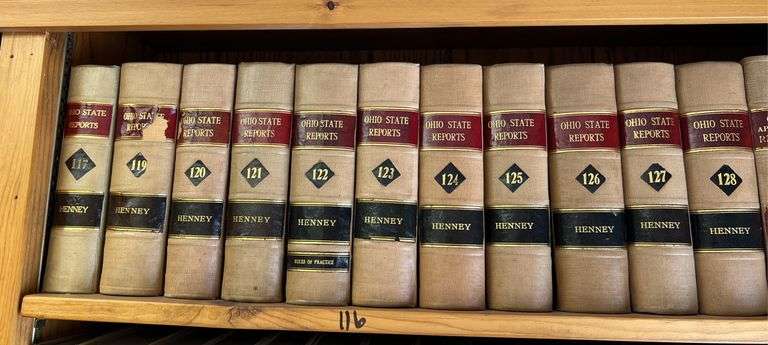 OHIO STATE
REPORTS
117
HENNEY
OHIO STATE
REPORTS
119
HENNEY
OHIO STATE
REPORTS
120
HENNEY
OHIO STATE
REPORTS
121
HENNEY
OHIO STATE
REPORTS
122
HENNEY
RULES OF PRACTICE
OHIO STATE
REPORTS
123
HENNEY
OHIO STATE
REPORTS
124
HENNEY
OHIO STATE
REPORTS
125
HENNEY
OHIO STATE
REPORTS
126
HENNEY
OHIO STATE
REPORTS
127
HENNEY
OHIO STATE
REPORTS
128
HENNEY
116